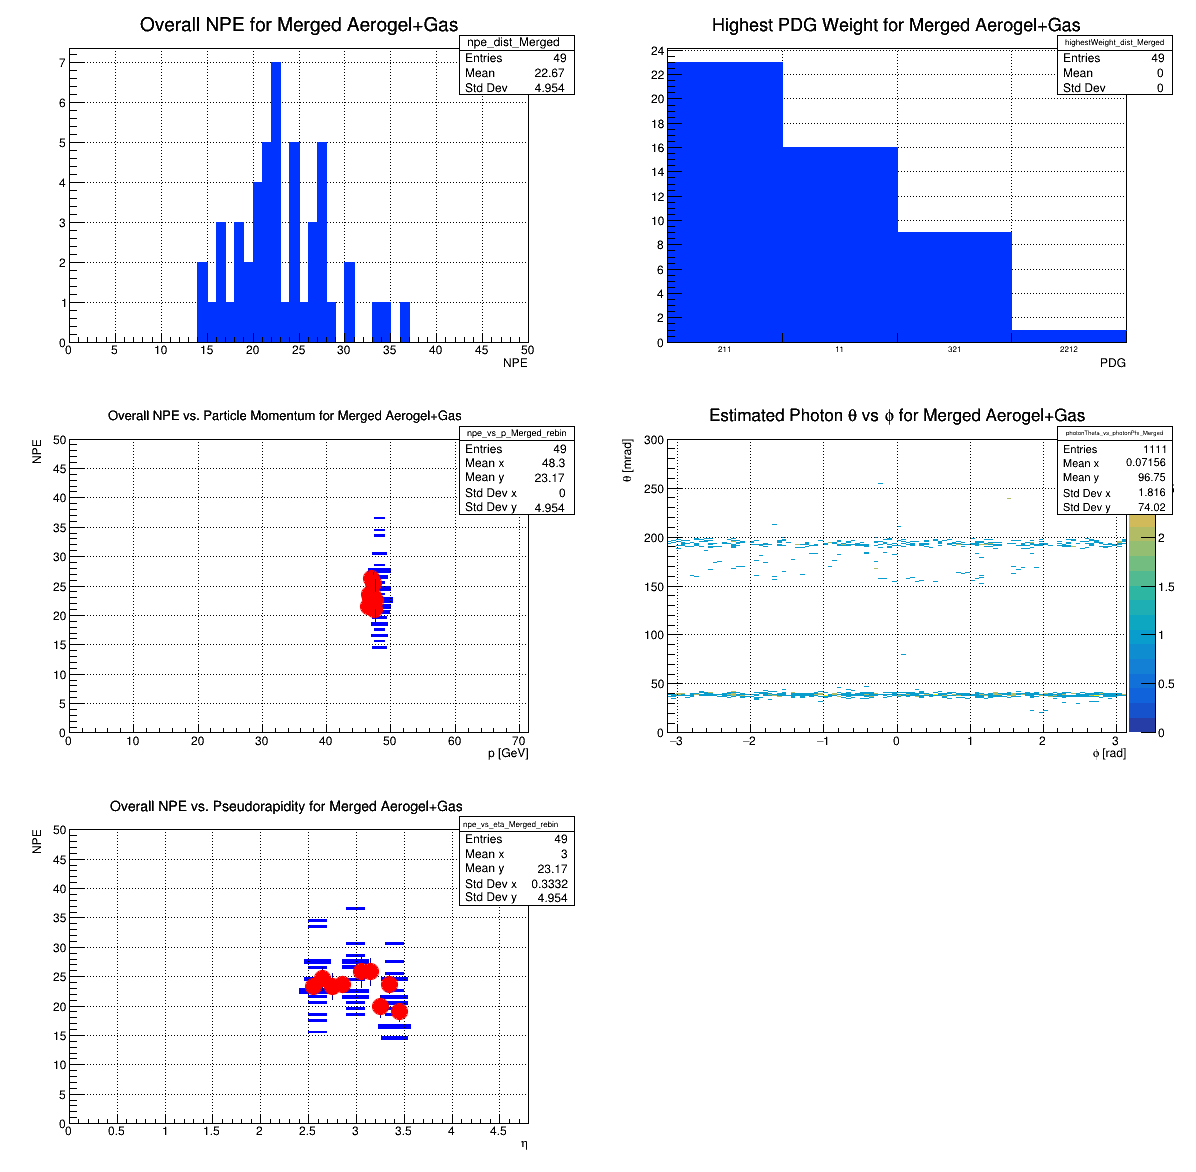 Overall NPE for Merged Aerogel+Gas
npe_dist_Merged
Entries 49
Mean 22.67
Std Dev 4.954
7
6
5
4
3
2
1
0
0 5 10 15 20 25 30 35 40 45 50
NPE
Highest PDG Weight for Merged Aerogel+Gas
highestWeight_dist_Merged
Entries 49
Mean 0
Std Dev 0
24
22
20
18
16
14
12
10
8
6
4
2
0
211 11 321 2212
PDG
Overall NPE vs. Particle Momentum for Merged Aerogel+Gas
npe_vs_p_Merged_rebin
Entries 49
Mean x 48.3
Mean y 23.17
Std Dev x 0
Std Dev y 4.954
NPE
50
45
40
35
30
25
20
15
10
5
0
0 10 20 30 40 50 60 70
p [GeV]
Estimated Photon θ vs ϕ for Merged Aerogel+Gas
photonTheta_vs_photonPhi_Merged
Entries 1111
Mean x 0.07156
Mean y 96.75
Std Dev x 1.816
Std Dev y 74.02
θ [mrad]
300
250
200
150
100
50
0
−3 −2 −1 0 1 2 3
ϕ [rad]
2
1.5
1
0.5
0
Overall NPE vs. Pseudorapidity for Merged Aerogel+Gas
npe_vs_eta_Merged_rebin
Entries 49
Mean x 3
Mean y 23.17
Std Dev x 0.3332
Std Dev y 4.954
NPE
50
45
40
35
30
25
20
15
10
5
0
0 0.5 1 1.5 2 2.5 3 3.5 4 4.5
η